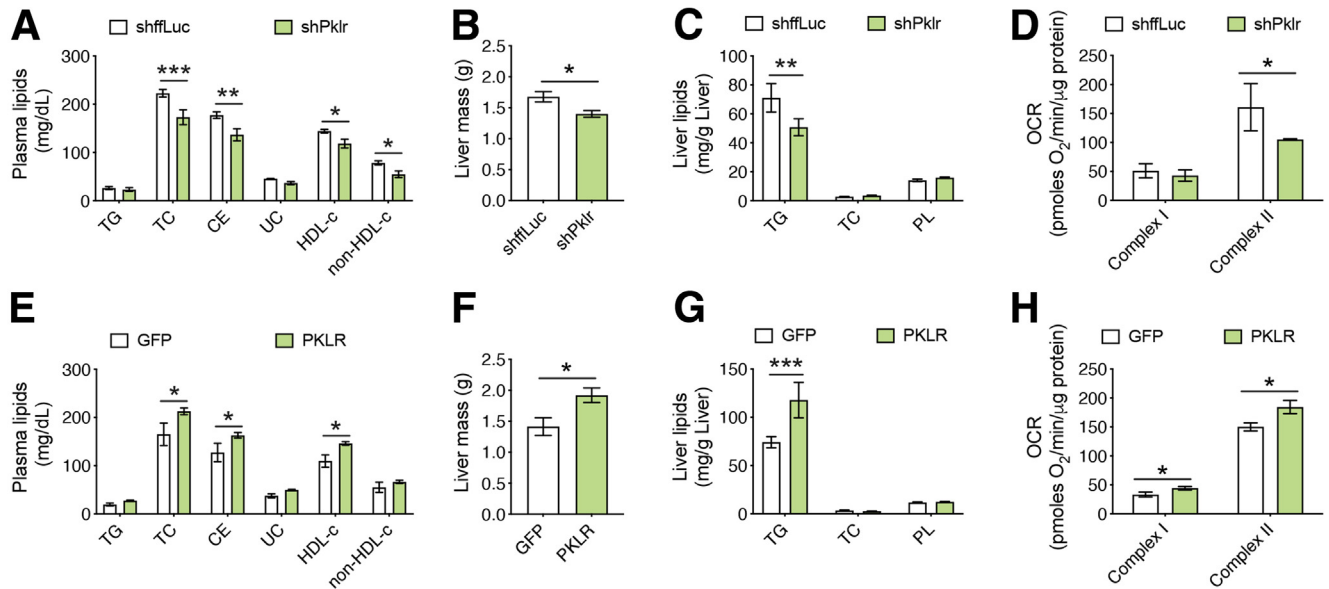 A
shffLuc
shPklr
Plasma lipids
(mg/dL)
300
200
100
0
***
**
*
*
TG
TC
CE
UC
HDL-c
non-HDL-c
B
Liver mass (g)
2.5
2.0
1.5
1.0
0.5
0.0
*
shffLuc
shPklr
C
shffLuc
shPklr
Liver lipids
(mg/g Liver)
100
80
60
40
20
0
**
TG
TC
PL
D
shffLuc
shPklr
OCR
(pmoles O2/min/µg protein)
250
200
150
100
50
0
*
Complex I
Complex II
E
GFP
PKLR
Plasma lipids
(mg/dL)
300
200
100
0
*
*
*
TG
TC
CE
UC
HDL-c
non-HDL-c
F
Liver mass (g)
2.5
2.0
1.5
1.0
0.5
0.0
*
GFP
PKLR
G
GFP
PKLR
Liver lipids
(mg/g Liver)
150
100
50
0
***
TG
TC
PL
H
GFP
PKLR
OCR
(pmoles O2/min/µg protein)
250
200
150
100
50
0
*
*
Complex I
Complex II